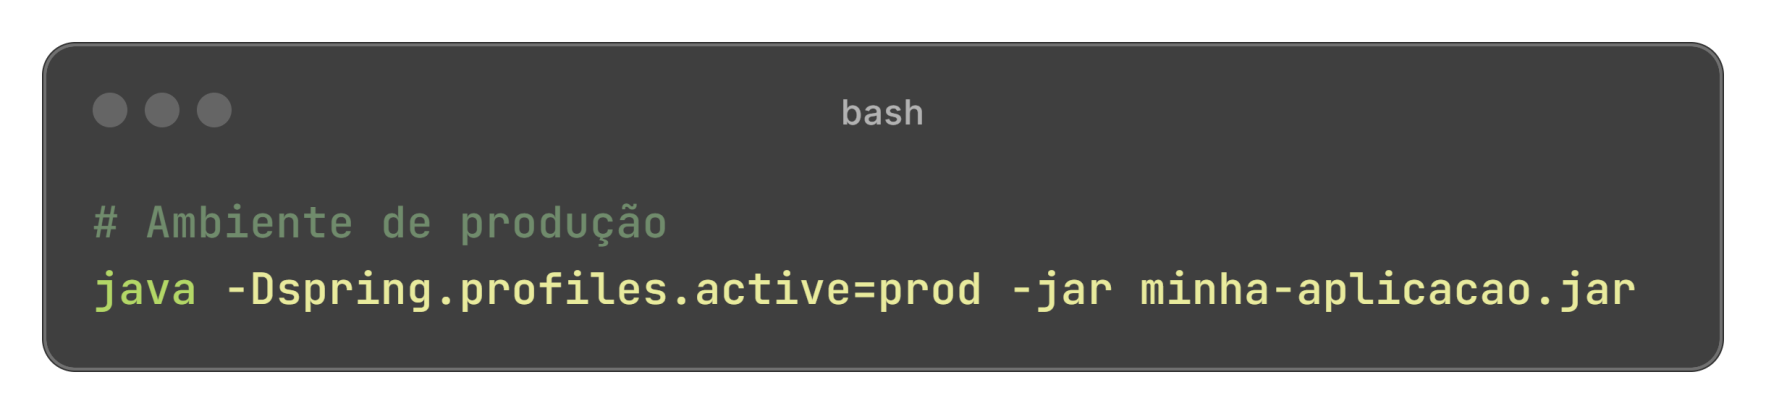 bash
# Ambiente de produção
java -Dspring.profiles.active=prod -jar minha-aplicacao.jar